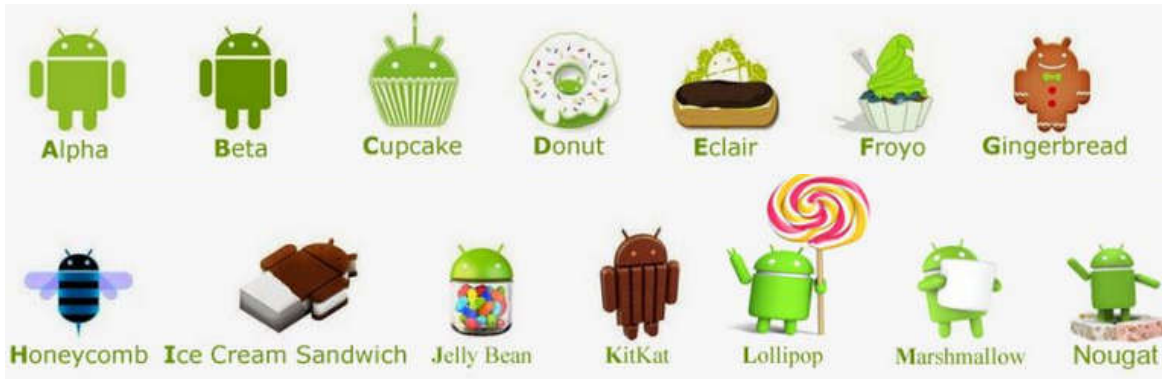 Alpha Beta Cupcake Donut Eclair Froyo Gingerbread
Honeycomb Ice Cream Sandwich Jelly Bean KitKat Lollipop Marshmallow Nougat